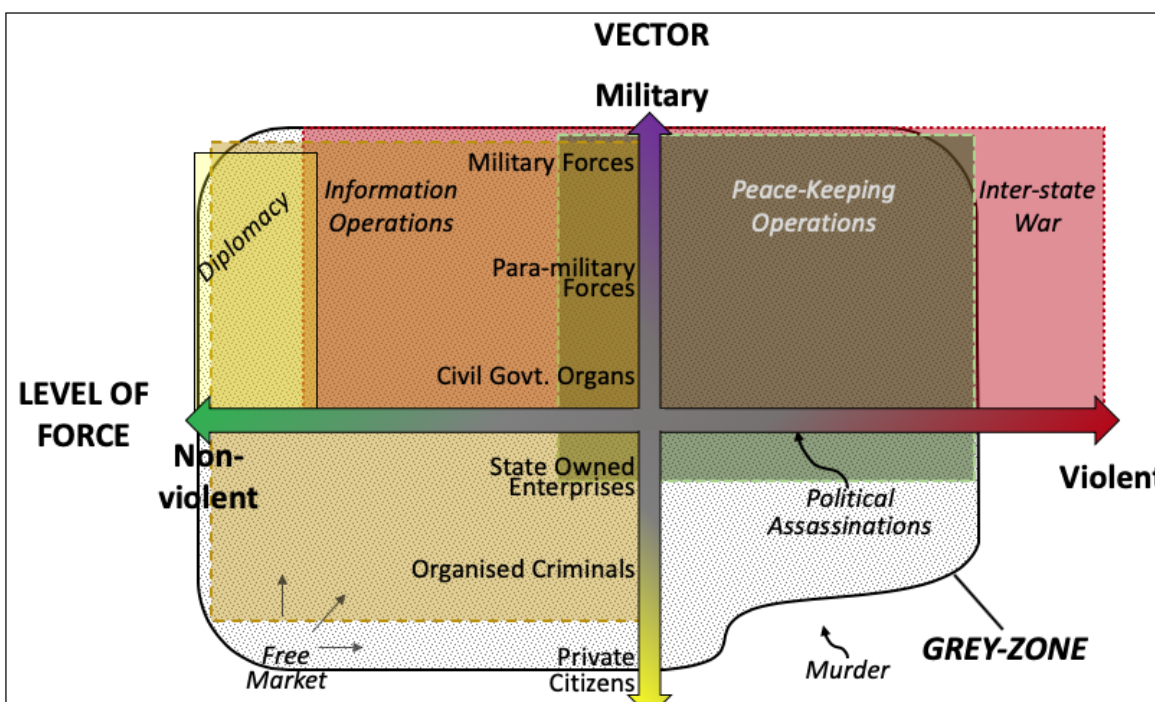 VECTOR
Military
Military Forces
Information
Operations
Peace-Keeping
Operations
Inter-state
War
Diplomacy
Para-military
Forces
Civil Govt. Organs
LEVEL OF
FORCE
Non-
violent
State Owned
Enterprises
Violent
Political
Assassinations
Organised Criminals
Free
Market
Private
Citizens
Murder
GREY-ZONE